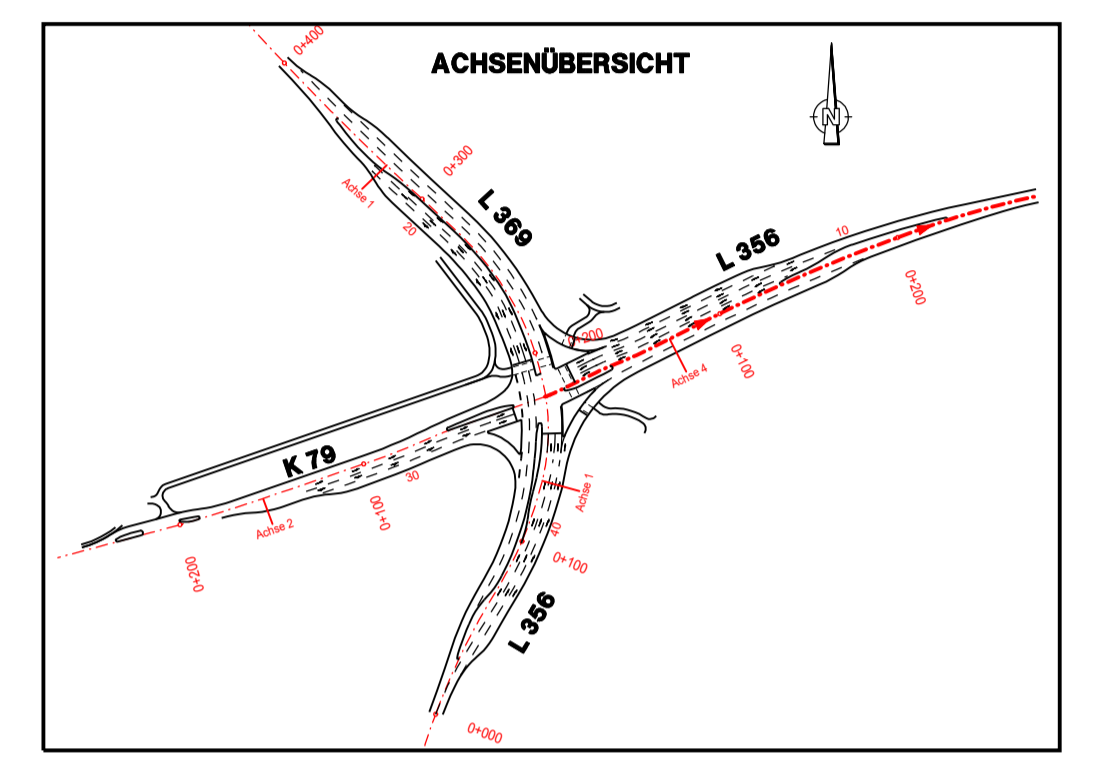 0+400
ACHSENÜBERSICHT
N
0+300
Achse 1
L 369
20
L 356
10
0+200
0+200
0+100
Achse 4
K 79
30
Achse 1
0+100
Achse 2
40
0+100
0+200
L 356
0+000